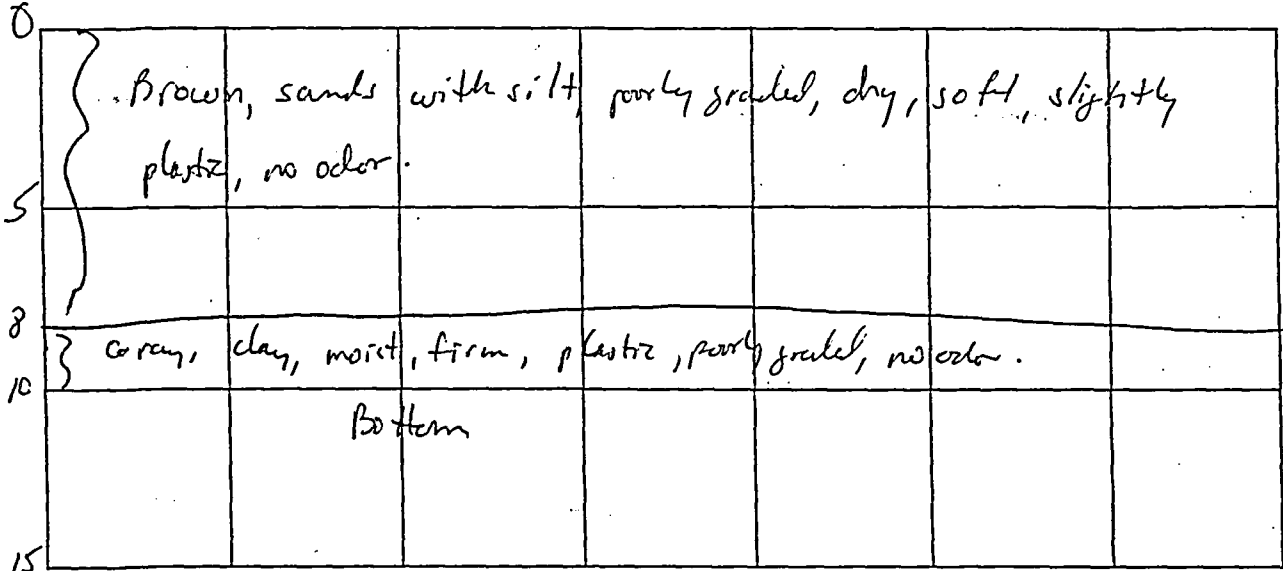 0
Brown, sands with silt, poorly graded, dry, soft, slightly
plastic, no odor.
5
8
Gray, clay, moist, firm, plastic, poorly graded, no odor.
10
Bottom
15